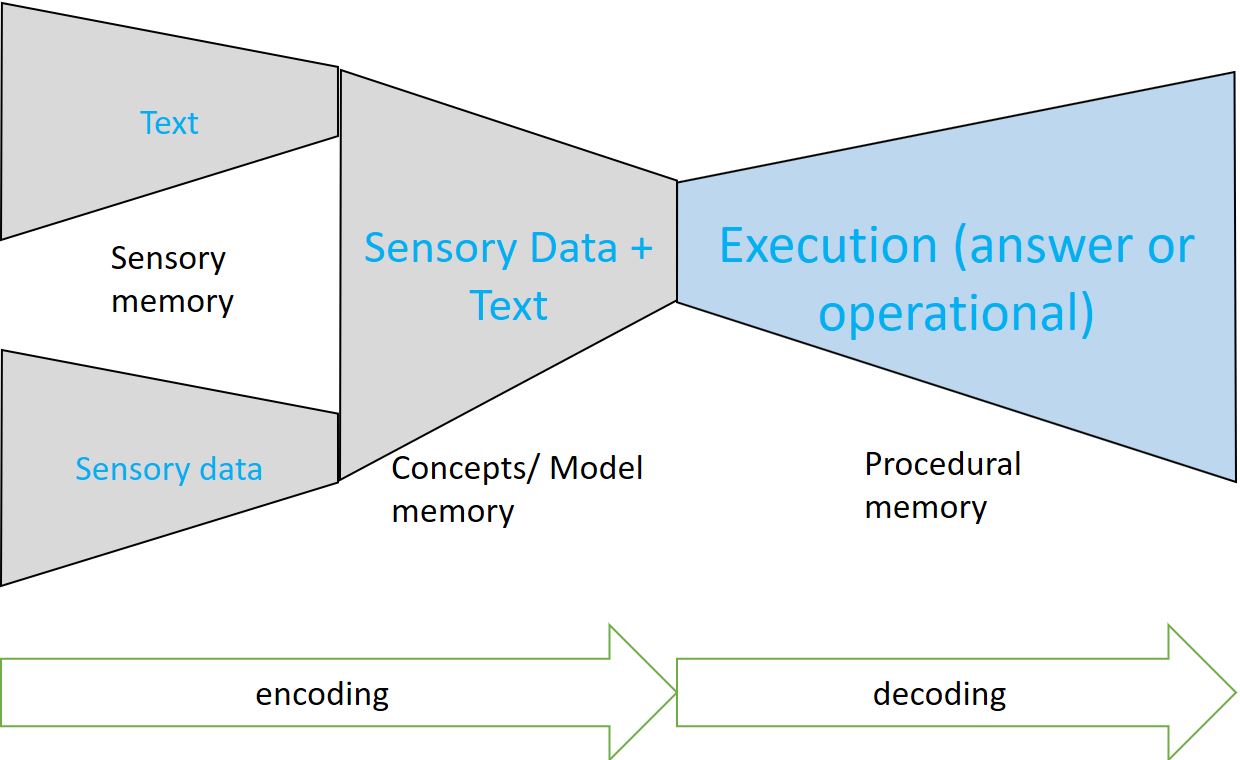 Text
Sensory
memory
Sensory data
Sensory Data +
Text
Concepts/ Model
memory
Execution (answer or
operational)
Procedural
memory
encoding
decoding